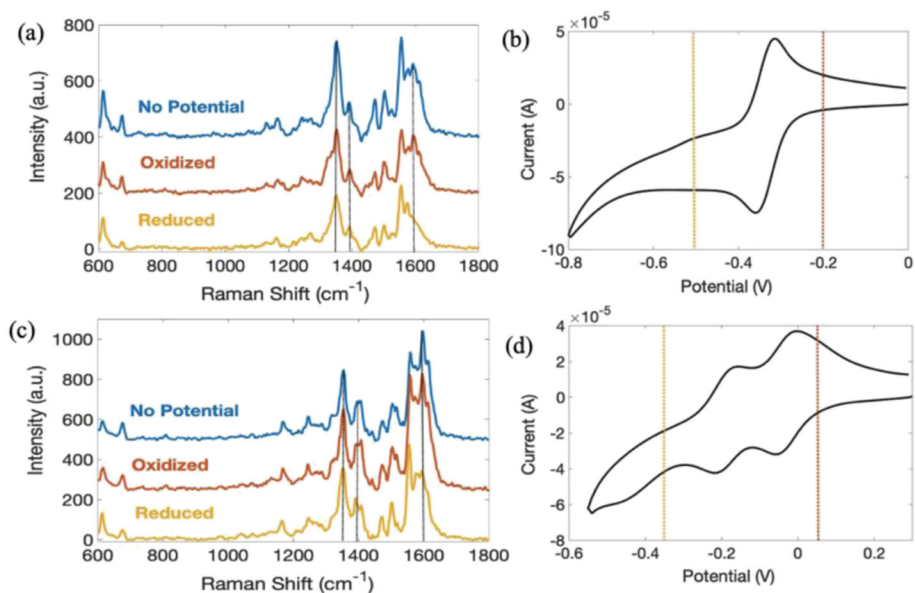 (a)
800
600
400
200
0
Intensity (a.u.)
No Potential
Oxidized
Reduced
600 800 1000 1200 1400 1600 1800
Raman Shift (cm⁻¹)
(b)
×10⁻⁵
5
0
-5
-10
Current (A)
-0.8 -0.6 -0.4 -0.2 0
Potential (V)
(c)
1000
800
600
400
200
0
Intensity (a.u.)
No Potential
Oxidized
Reduced
600 800 1000 1200 1400 1600 1800
Raman Shift (cm⁻¹)
(d)
×10⁻⁵
4
2
0
-2
-4
-6
-8
Current (A)
-0.6 -0.4 -0.2 0 0.2
Potential (V)